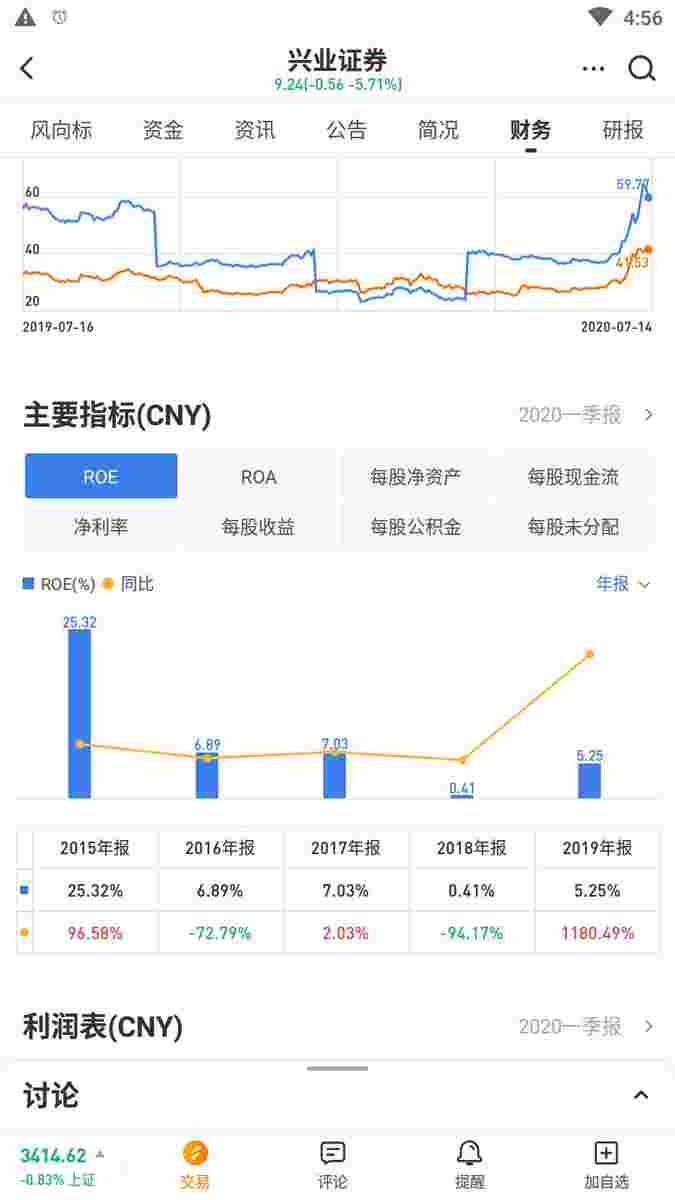 4:56
兴业证券
9.24(-0.56 -5.71%)
风向标 资金 资讯 公告 简况 财务 研报
60
59.77
40
41.53
20
2019-07-16 2020-07-14
主要指标(CNY) 2020一季报
ROE ROA 每股净资产 每股现金流
净利率 每股收益 每股公积金 每股未分配
ROE(%) 同比 年报
25.32
6.89
7.03
0.41
5.25
2015年报 2016年报 2017年报 2018年报 2019年报
25.32% 6.89% 7.03% 0.41% 5.25%
96.58% -72.79% 2.03% -94.17% 1180.49%
利润表(CNY) 2020一季报
讨论
3414.62
-0.83% 上证
交易 评论 提醒 加自选